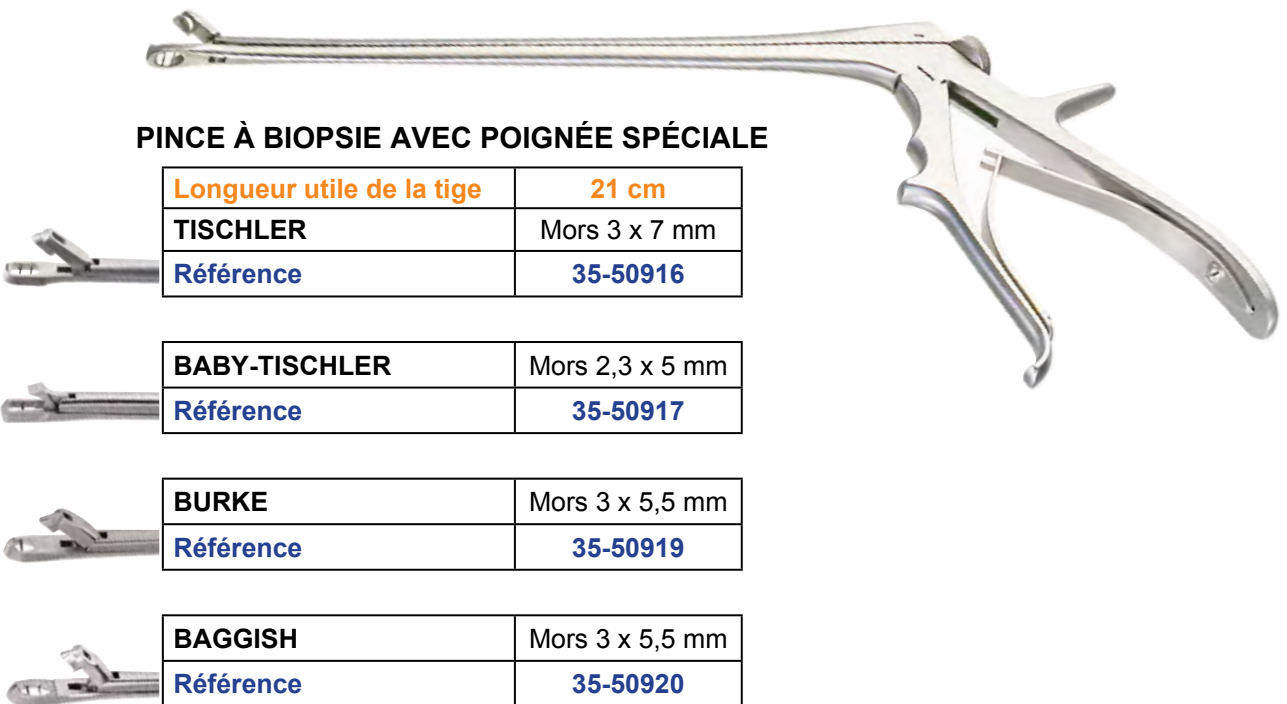 PINCE À BIOPSIE AVEC POIGNÉE SPÉCIALE
Longueur utile de la tige 21 cm
TISCHLER Mors 3 x 7 mm
Référence 35-50916
BABY-TISCHLER Mors 2,3 x 5 mm
Référence 35-50917
BURKE Mors 3 x 5,5 mm
Référence 35-50919
BAGGISH Mors 3 x 5,5 mm
Référence 35-50920